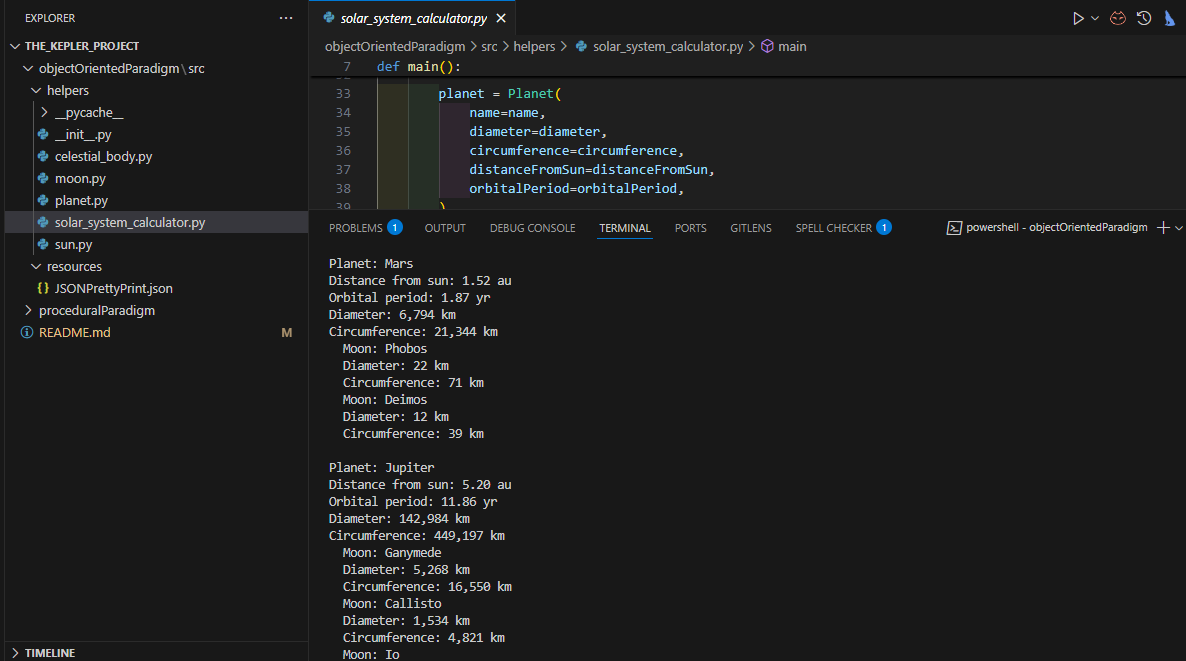 EXPLORER
THE_KEPLER_PROJECT
objectOrientedParadigm\src
helpers
__pycache__
__init__.py
celestial_body.py
moon.py
planet.py
solar_system_calculator.py
sun.py
resources
{} JSONPrettyPrint.json
proceduralParadigm
README.md M
TIMELINE
solar_system_calculator.py
objectOrientedParadigm > src > helpers > solar_system_calculator.py > main
7 def main():
33 planet = Planet(
34 name=name,
35 diameter=diameter,
36 circumference=circumference,
37 distanceFromSun=distanceFromSun,
38 orbitalPeriod=orbitalPeriod,
39 )
PROBLEMS 1 OUTPUT DEBUG CONSOLE TERMINAL PORTS GITLENS SPELL CHECKER 1 powershell - objectOrientedParadigm
Planet: Mars
Distance from sun: 1.52 au
Orbital period: 1.87 yr
Diameter: 6,794 km
Circumference: 21,344 km
Moon: Phobos
Diameter: 22 km
Circumference: 71 km
Moon: Deimos
Diameter: 12 km
Circumference: 39 km
Planet: Jupiter
Distance from sun: 5.20 au
Orbital period: 11.86 yr
Diameter: 142,984 km
Circumference: 449,197 km
Moon: Ganymede
Diameter: 5,268 km
Circumference: 16,550 km
Moon: Callisto
Diameter: 1,534 km
Circumference: 4,821 km
Moon: Io